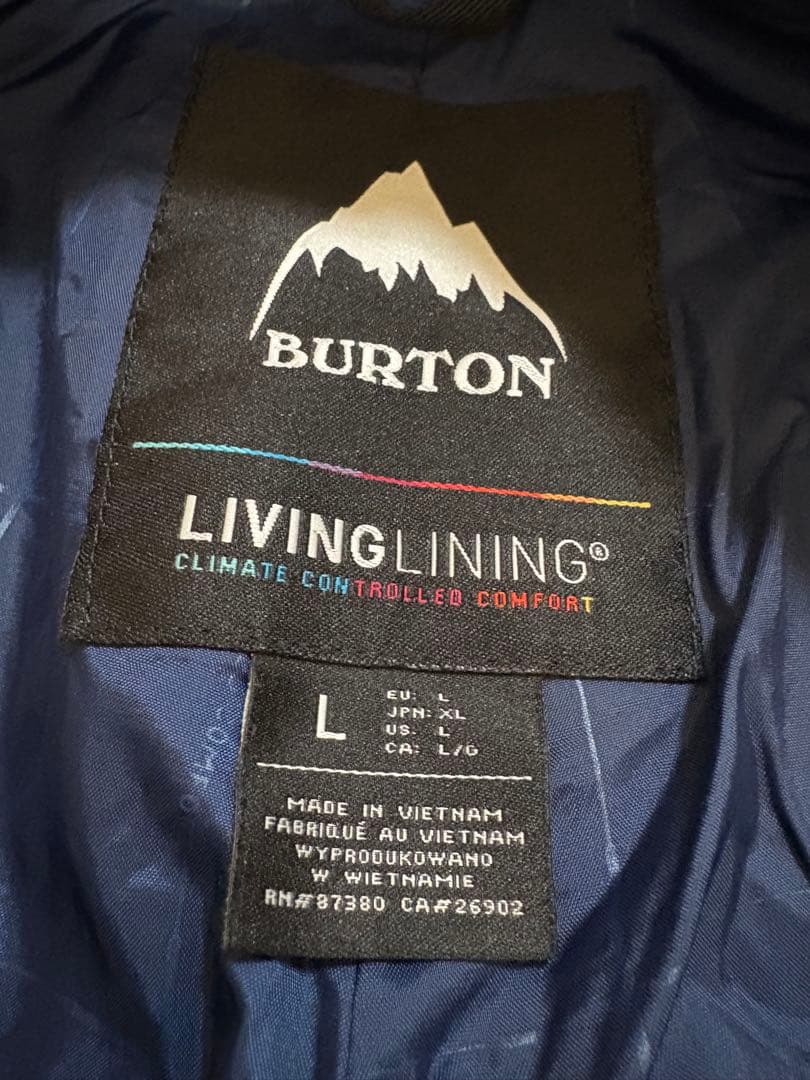 BURTON
LIVINGLINING®
CLIMATE CONTROLLED COMFORT
L
EU: L
JPN: XL
US: L
CA: L/G
MADE IN VIETNAM
FABRIQUÉ AU VIETNAM
WYPRODUKOWANO
W WIETNAMIE
RN#87380 CA#26902